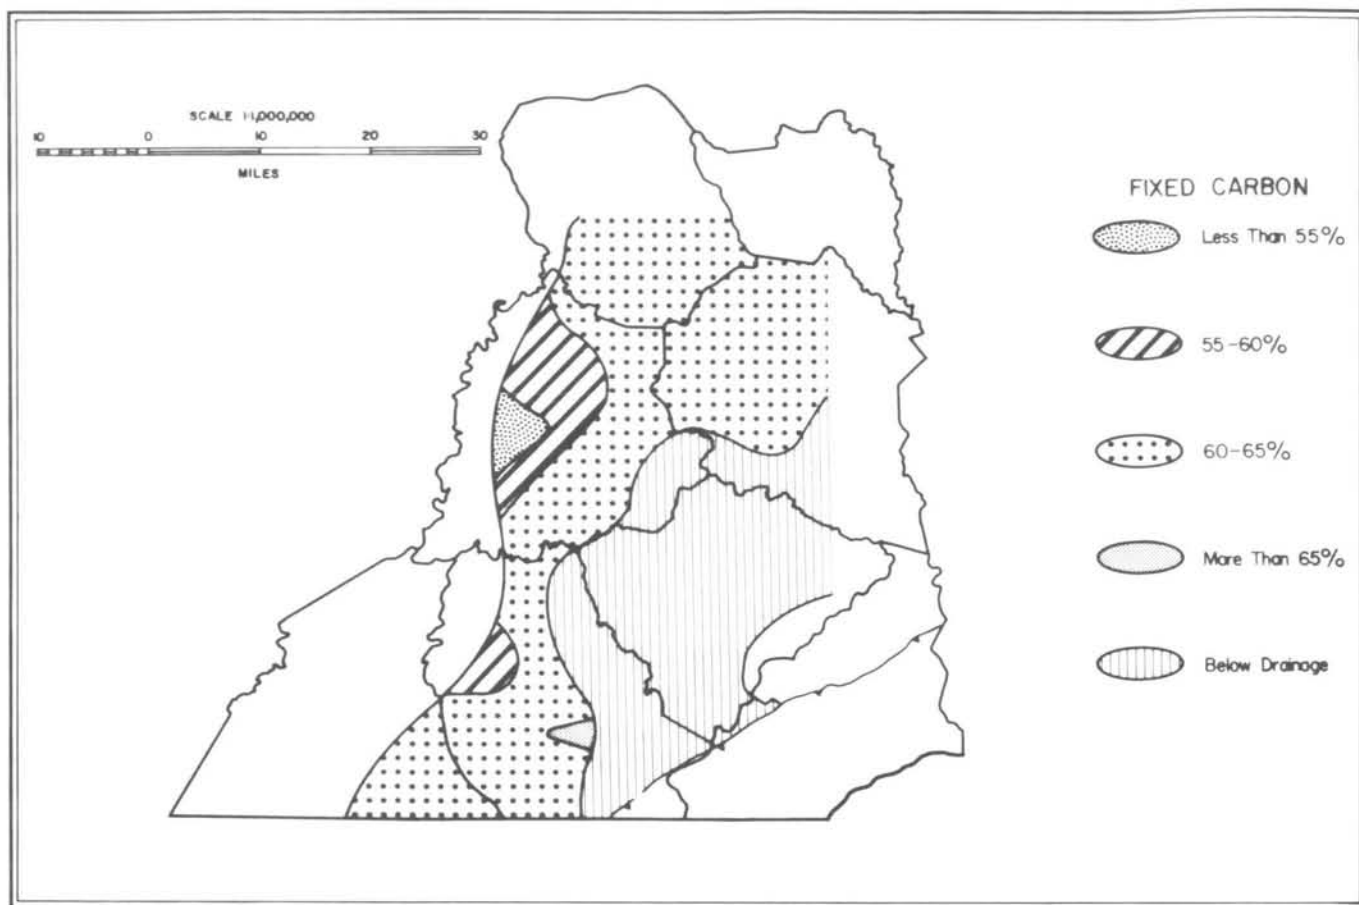 SCALE 1:1,000,000
10 0 10 20 30
MILES
FIXED CARBON
Less Than 55%
55-60%
60-65%
More Than 65%
Below Drainage